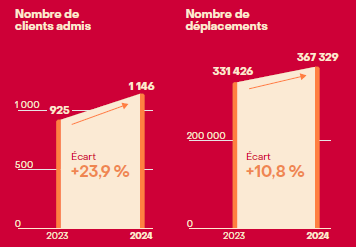 Nombre de
clients admis
1 146
1 000
925
Écart
+23,9 %
500
0
2023
2024
Nombre de
déplacements
367 329
331 426
200 000
Écart
+10,8 %
0
2023
2024